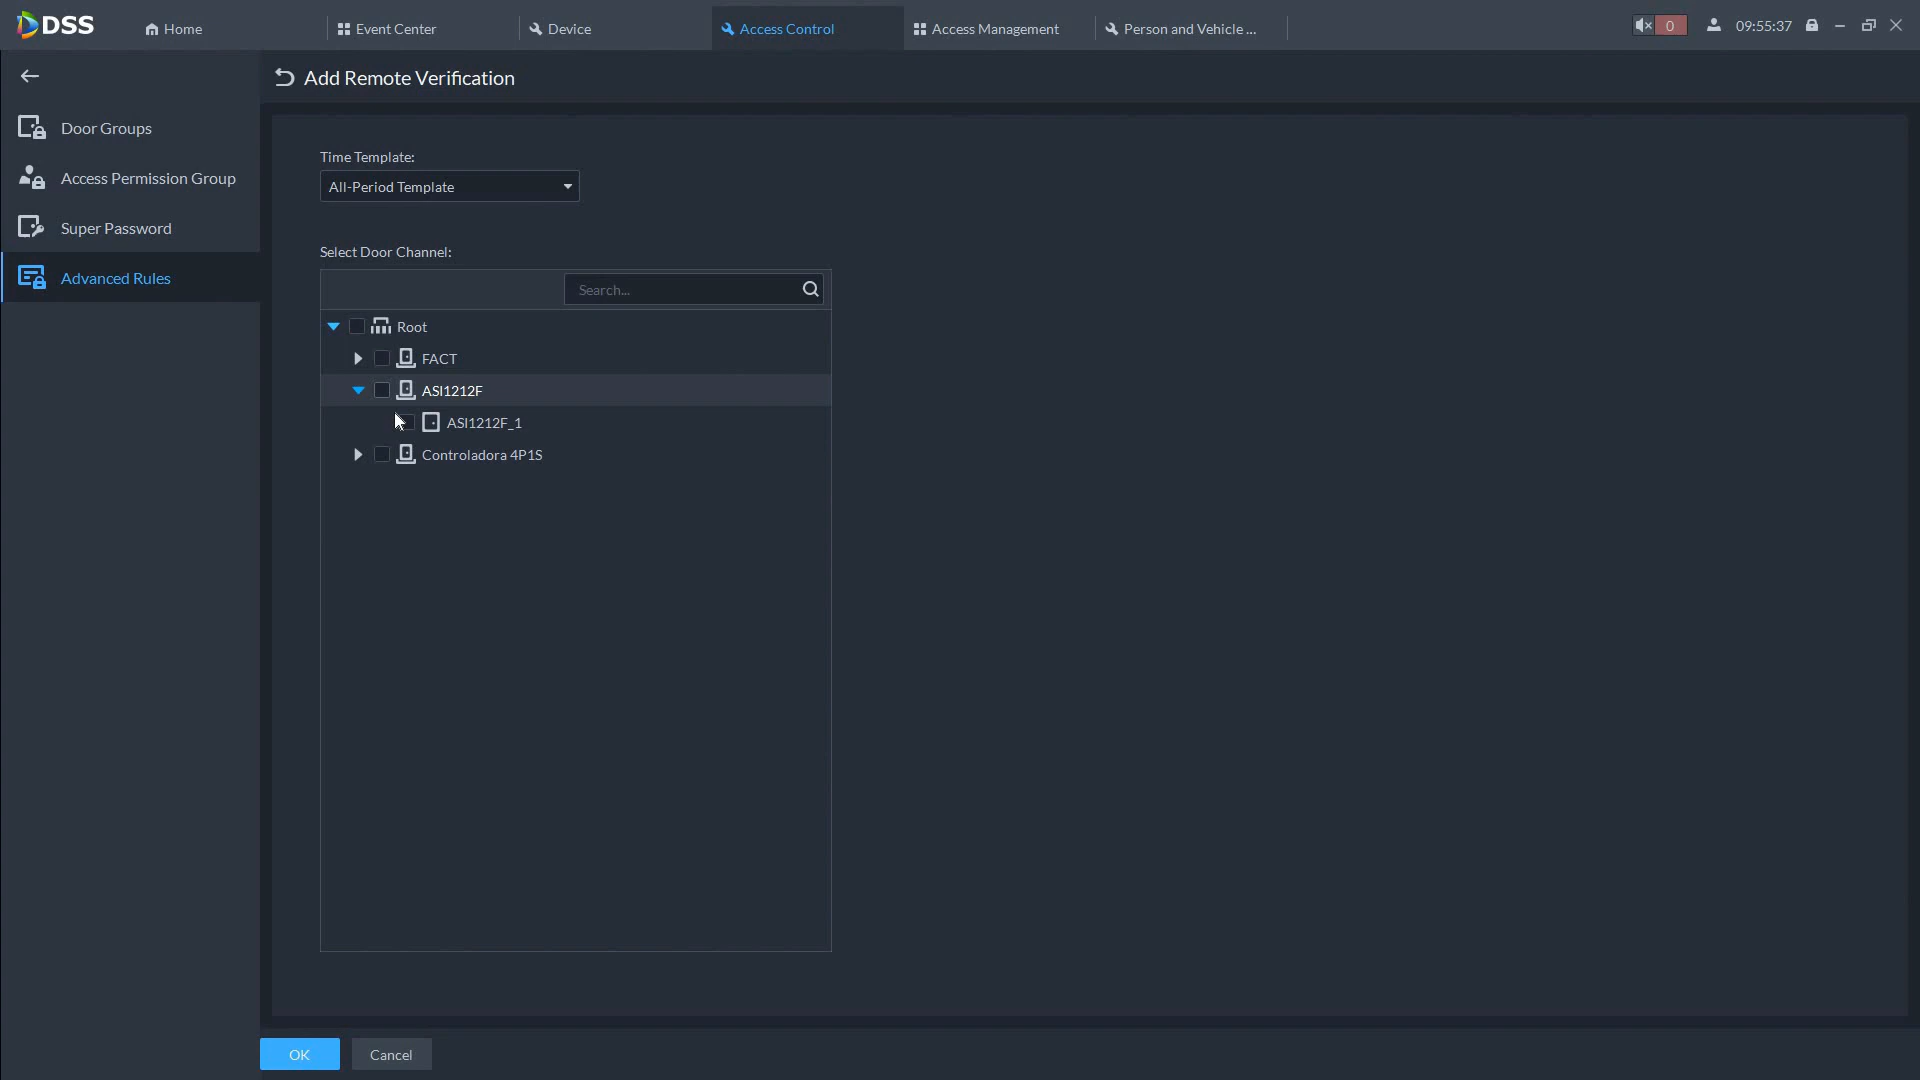 DSS
Home
Event Center
Device
Access Control
Access Management
Person and Vehicle ...
0
09:55:37
Add Remote Verification
Door Groups
Access Permission Group
Super Password
Advanced Rules
Time Template:
All-Period Template
Select Door Channel:
Search...
Root
FACT
ASI1212F
ASI1212F_1
Controladora 4P1S
OK
Cancel